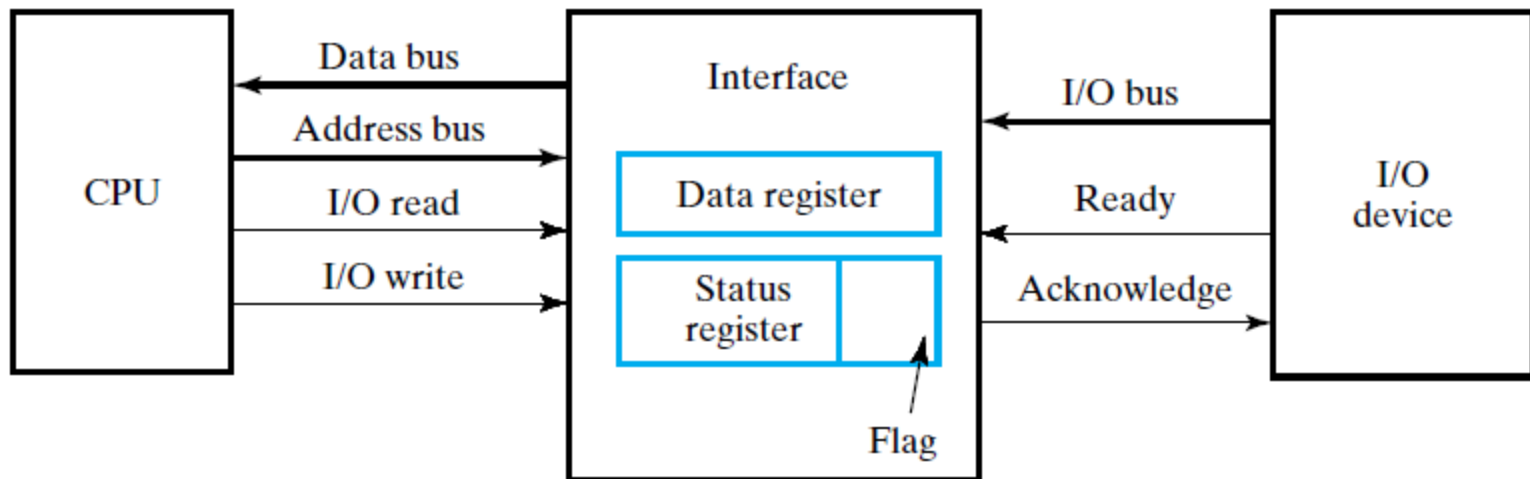 Data bus
Address bus
CPU
I/O read
I/O write
Interface
Data register
Status
register
Flag
I/O bus
Ready
Acknowledge
I/O
device